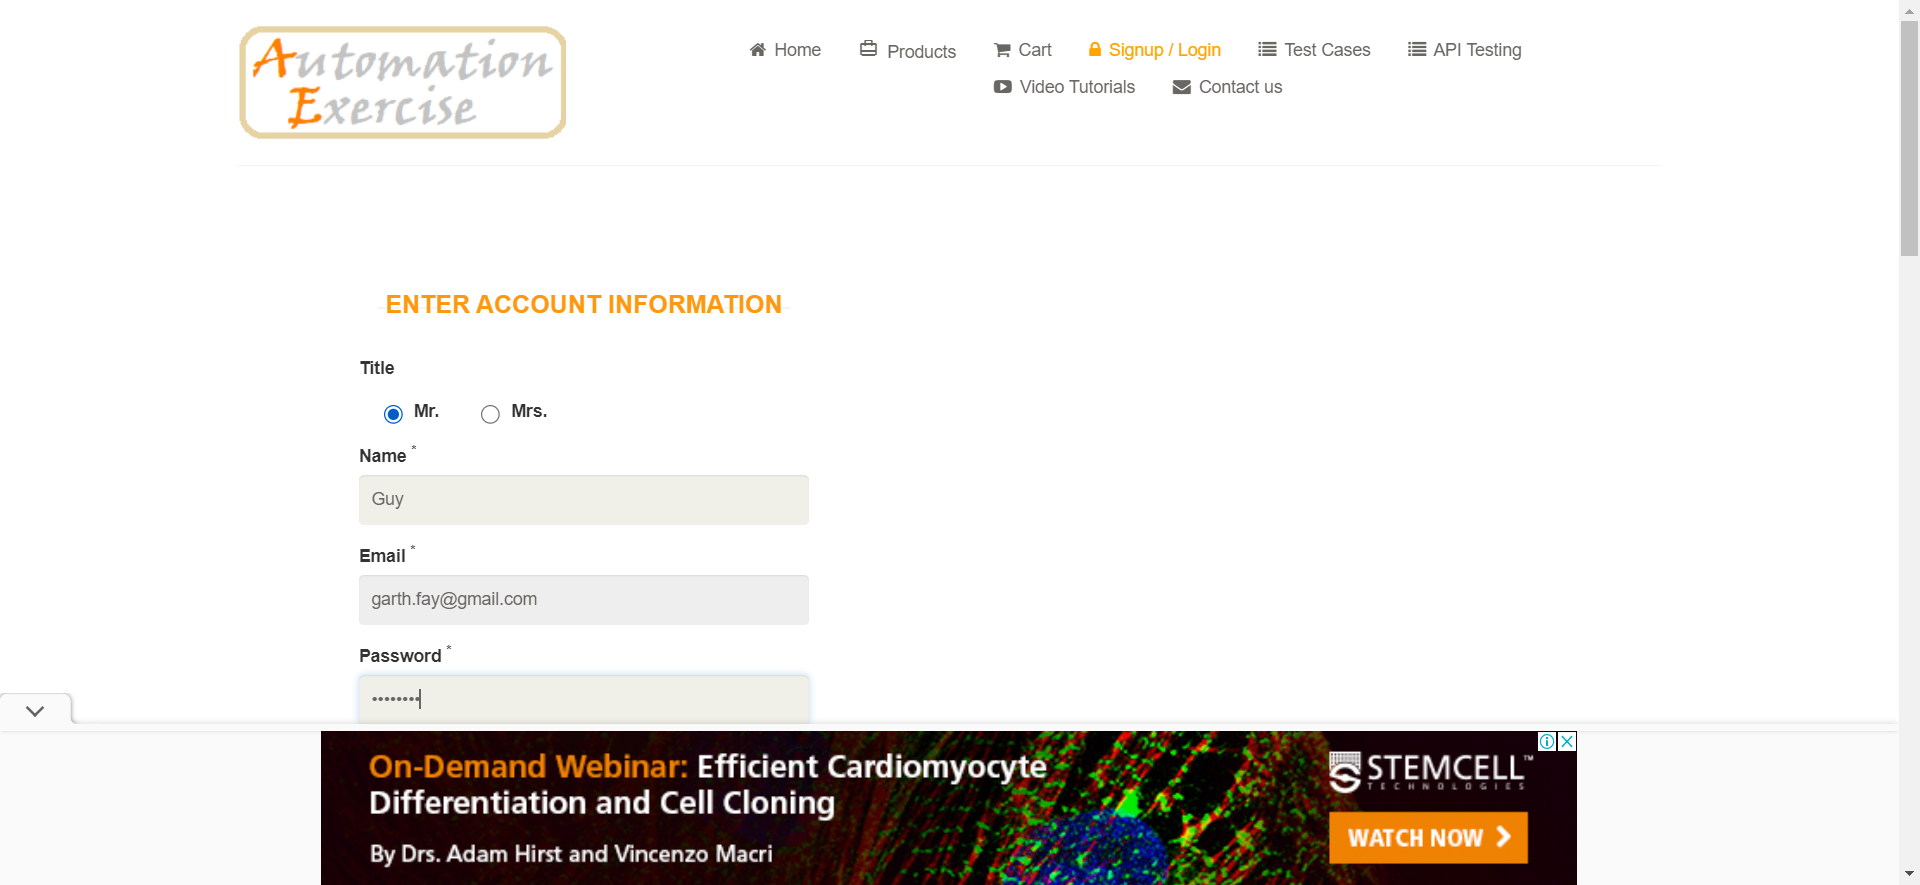 Automation
Exercise
Home
Products
Cart
Signup / Login
Test Cases
API Testing
Video Tutorials
Contact us
ENTER ACCOUNT INFORMATION
Title
Mr.
Mrs.
Name *
Guy
Email *
garth.fay@gmail.com
Password *
••••••••
On-Demand Webinar: Efficient Cardiomyocyte
Differentiation and Cell Cloning
By Drs. Adam Hirst and Vincenzo Macri
STEMCELL™
TECHNOLOGIES
WATCH NOW